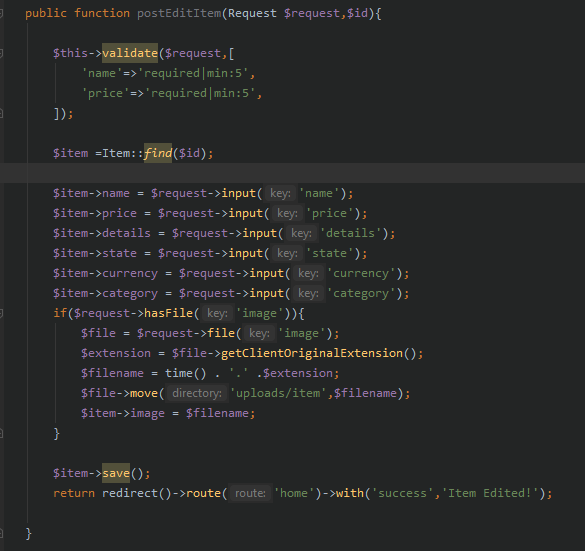 public function postEditItem(Request $request,$id){
$this->validate($request,[
'name'=>'required|min:5',
'price'=>'required|min:5',
]);
$item =Item::find($id);
$item->name = $request->input( key: 'name');
$item->price = $request->input( key: 'price');
$item->details = $request->input( key: 'details');
$item->state = $request->input( key: 'state');
$item->currency = $request->input( key: 'currency');
$item->category = $request->input( key: 'category');
if($request->hasFile( key: 'image')){
$file = $request->file( key: 'image');
$extension = $file->getClientOriginalExtension();
$filename = time() . '.' .$extension;
$file->move( directory: 'uploads/item',$filename);
$item->image = $filename;
}
$item->save();
return redirect()->route( route: 'home')->with('success','Item Edited!');
}